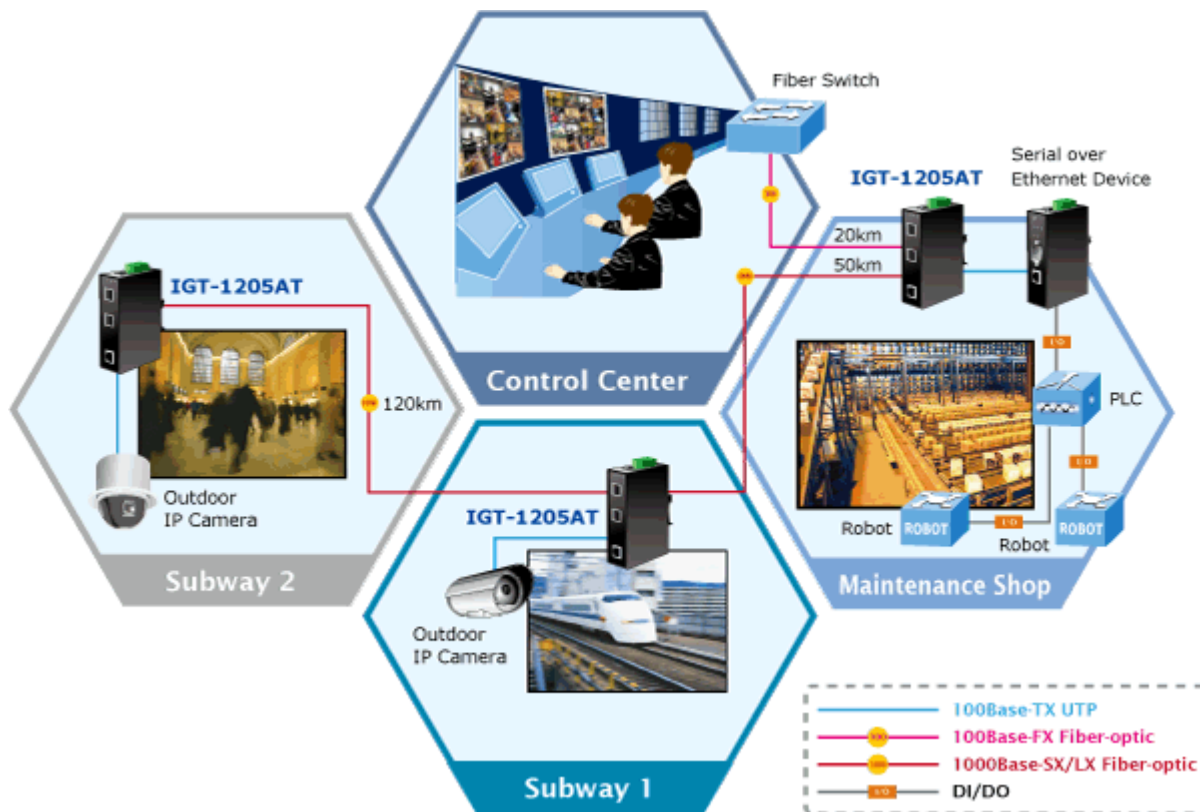 Fiber Switch
Serial over
Ethernet Device
IGT-1205AT
20km
50km
IGT-1205AT
I/O
Control Center
PLC
120km
I/O
Outdoor
IP Camera
IGT-1205AT
Robot
ROBOT
I/O
ROBOT
Robot
Subway 2
Maintenance Shop
Outdoor
IP Camera
100Base-TX UTP
100Base-FX Fiber-optic
1000Base-SX/LX Fiber-optic
I/O
DI/DO
Subway 1